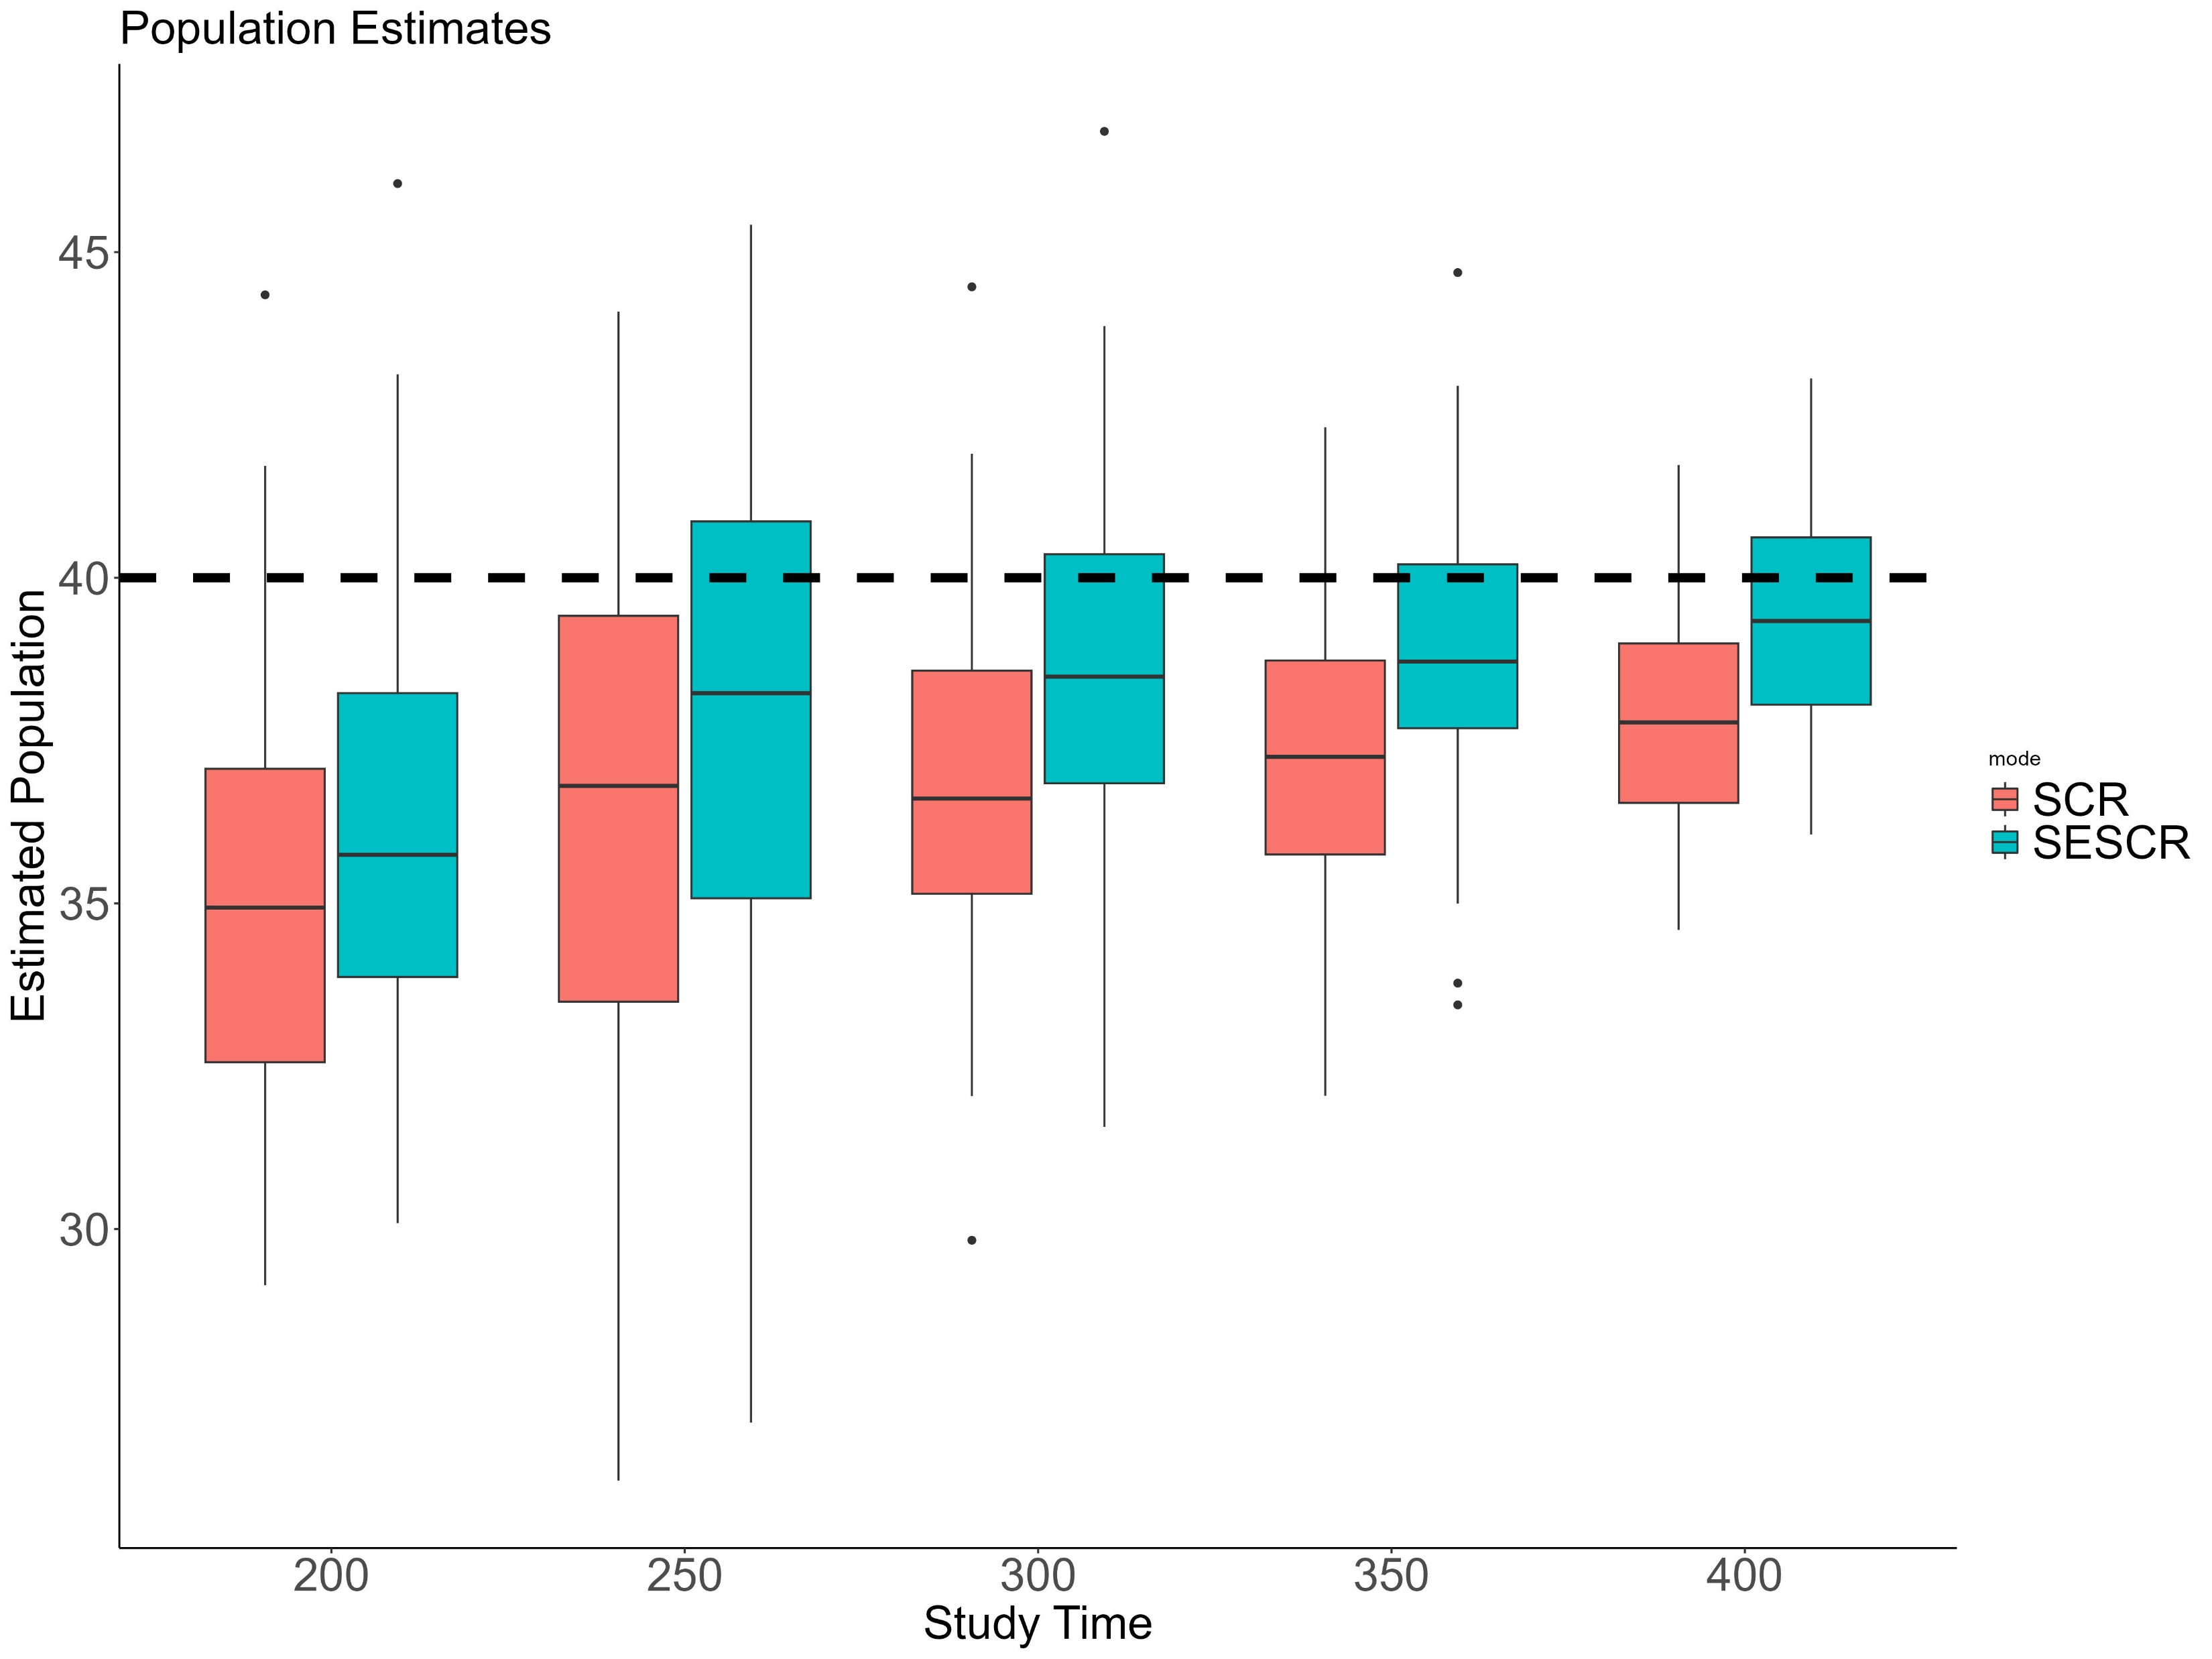 Population Estimates
45
40
35
30
Estimated Population
200 250 300 350 400
Study Time
mode
SCR
SESCR